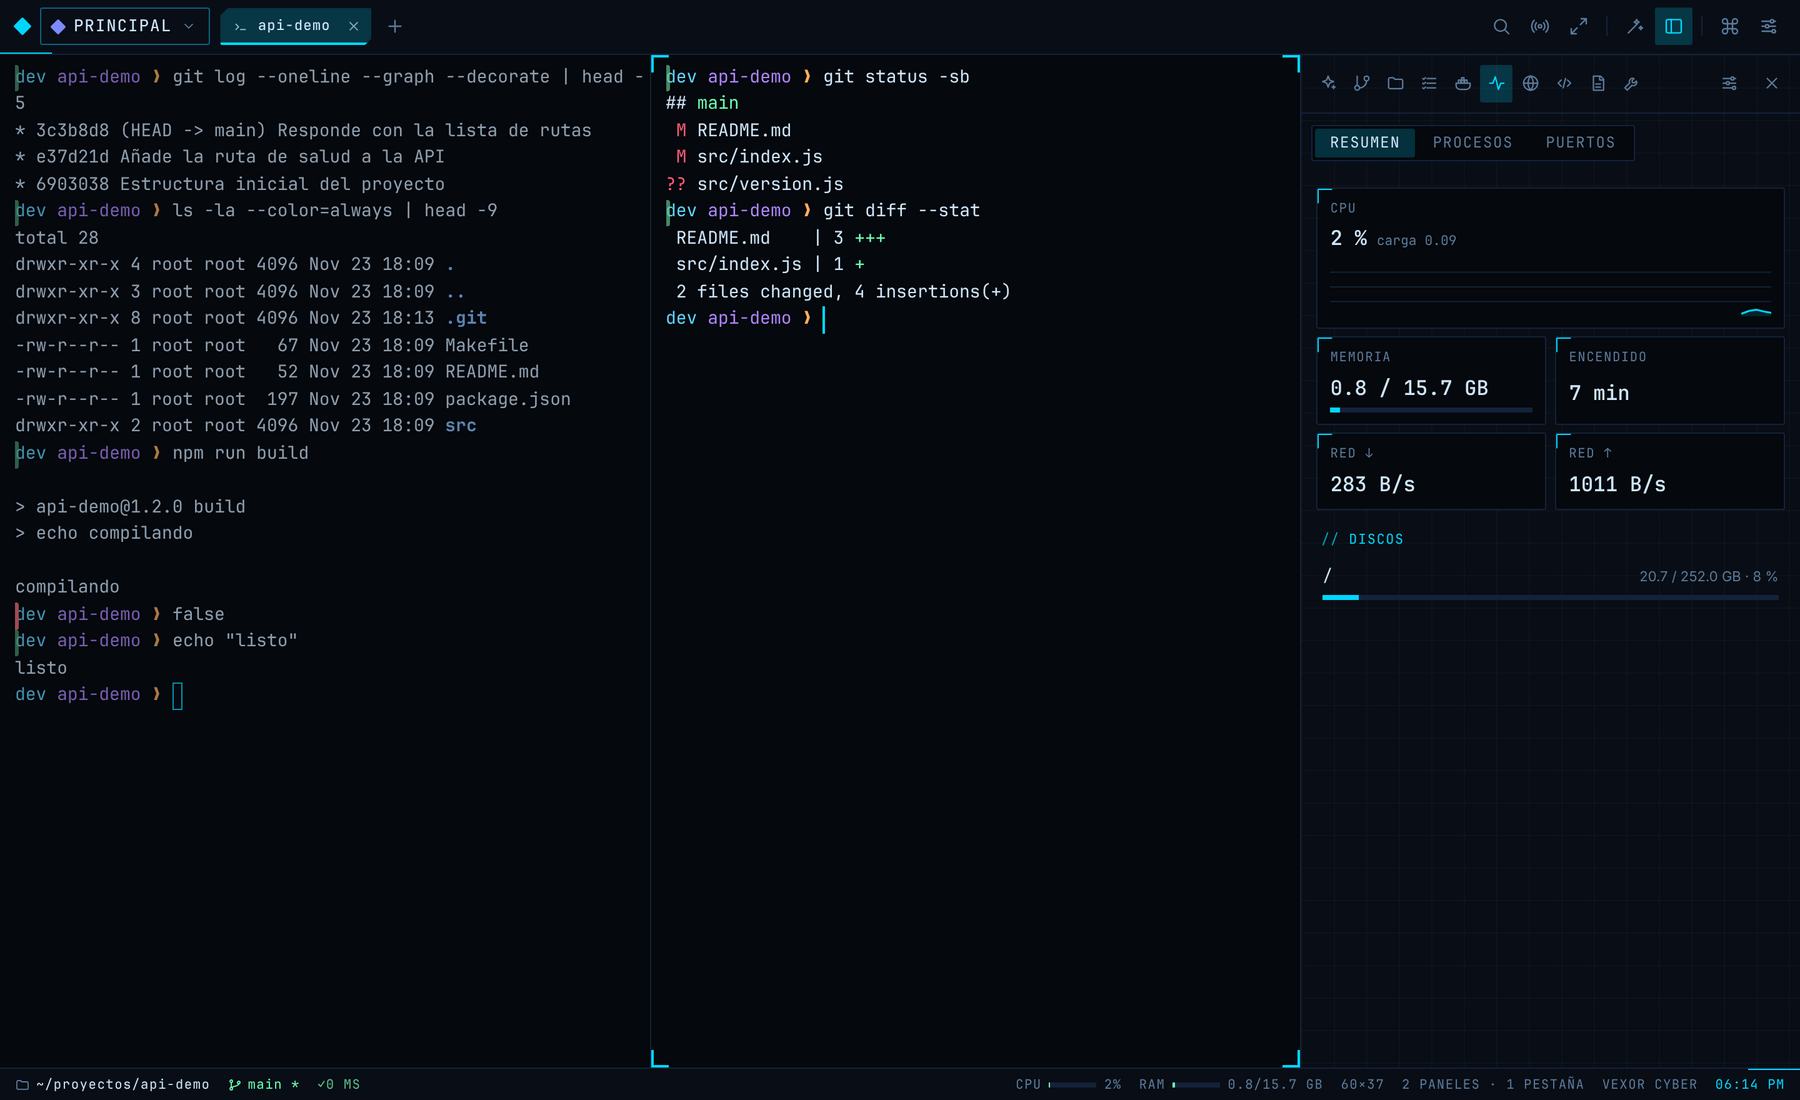 PRINCIPAL
api-demo
dev api-demo ❱ git log --oneline --graph --decorate | head -
5
* 3c3b8d8 (HEAD -> main) Responde con la lista de rutas
* e37d21d Añade la ruta de salud a la API
* 6903038 Estructura inicial del proyecto
dev api-demo ❱ ls -la --color=always | head -9
total 28
drwxr-xr-x 4 root root 4096 Nov 23 18:09 .
drwxr-xr-x 3 root root 4096 Nov 23 18:09 ..
drwxr-xr-x 8 root root 4096 Nov 23 18:13 .git
-rw-r--r-- 1 root root   67 Nov 23 18:09 Makefile
-rw-r--r-- 1 root root   52 Nov 23 18:09 README.md
-rw-r--r-- 1 root root  197 Nov 23 18:09 package.json
drwxr-xr-x 2 root root 4096 Nov 23 18:09 src
dev api-demo ❱ npm run build
> api-demo@1.2.0 build
> echo compilando
compilando
dev api-demo ❱ false
dev api-demo ❱ echo "listo"
listo
dev api-demo ❱
dev api-demo ❱ git status -sb
## main
 M README.md
 M src/index.js
?? src/version.js
dev api-demo ❱ git diff --stat
 README.md    | 3 +++
 src/index.js | 1 +
 2 files changed, 4 insertions(+)
dev api-demo ❱
RESUMEN PROCESOS PUERTOS
CPU
2 % carga 0.09
MEMORIA
0.8 / 15.7 GB
ENCENDIDO
7 min
RED ↓
283 B/s
RED ↑
1011 B/s
// DISCOS
/ 20.7 / 252.0 GB · 8 %
~/proyectos/api-demo main * ✓0 MS CPU 2% RAM 0.8/15.7 GB 60×37 2 PANELES · 1 PESTAÑA VEXOR CYBER 06:14 PM